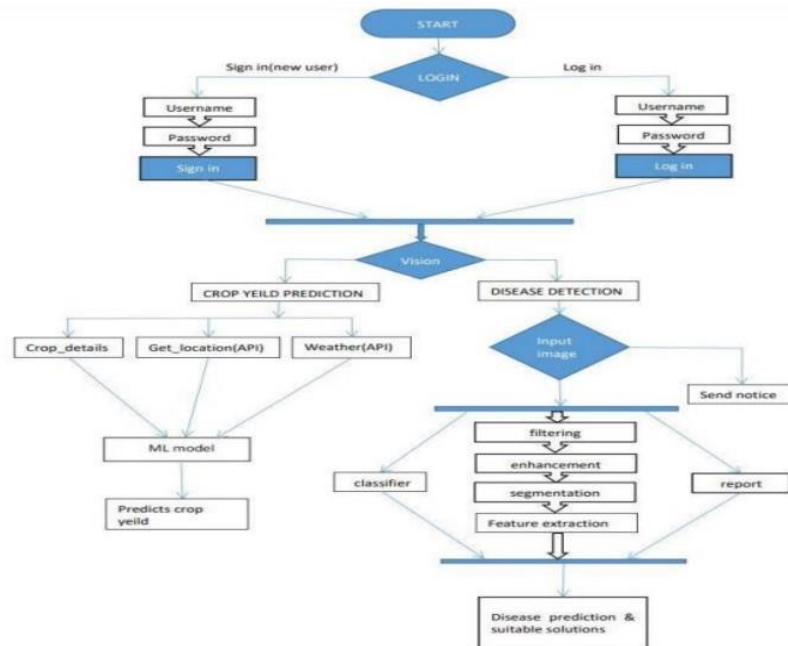 START
Sign in(new user)
LOGIN
Log in
Username
Password
Sign in
Username
Password
Log in
Vision
CROP YEILD PREDICTION
DISEASE DETECTION
Crop_details
Get_location(API)
Weather(API)
Input
image
Send notice
ML model
filtering
enhancement
classifier
segmentation
report
Predicts crop
yeild
Feature extraction
Disease prediction &
suitable solutions